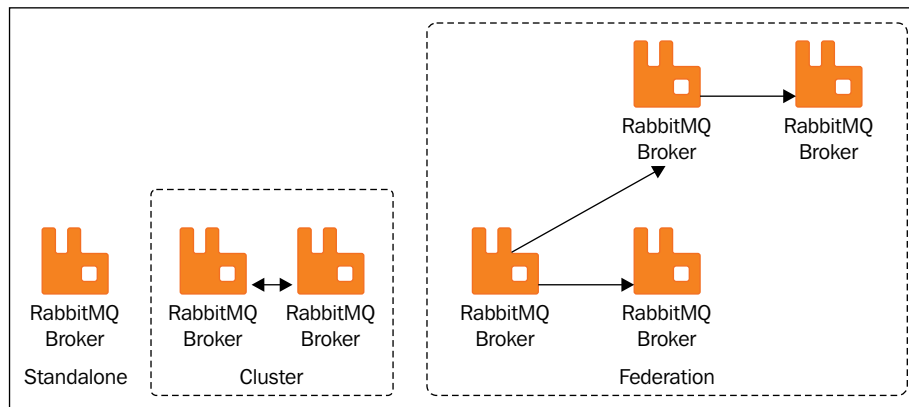 RabbitMQ
Broker
RabbitMQ
Broker
RabbitMQ
Broker
Standalone
RabbitMQ
Broker
RabbitMQ
Broker
Cluster
RabbitMQ
Broker
RabbitMQ
Broker
Federation